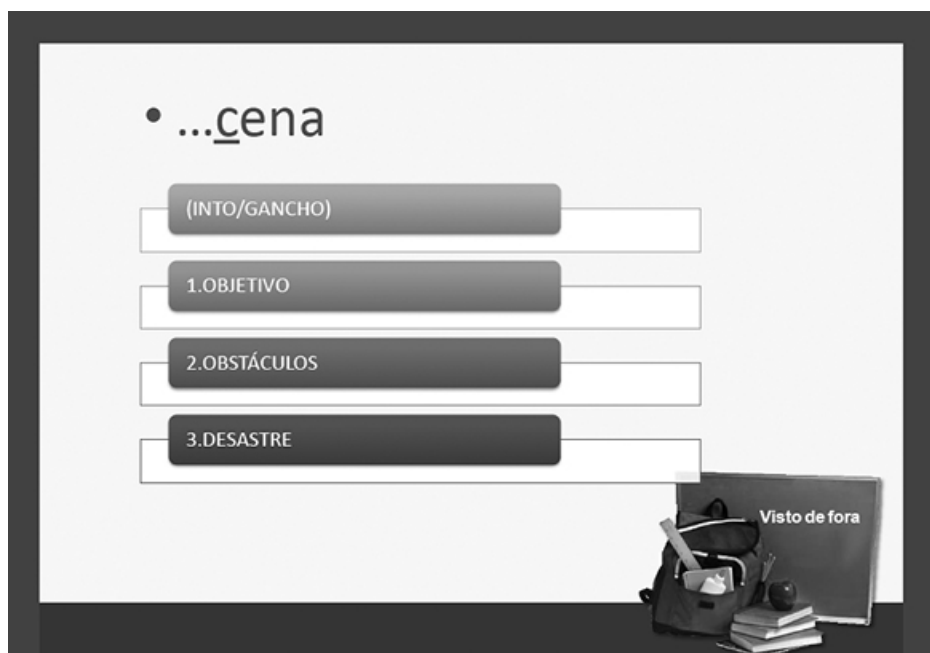 • ...cena
(INTO/GANCHO)
1.OBJETIVO
2.OBSTÁCULOS
3.DESASTRE
Visto de fora